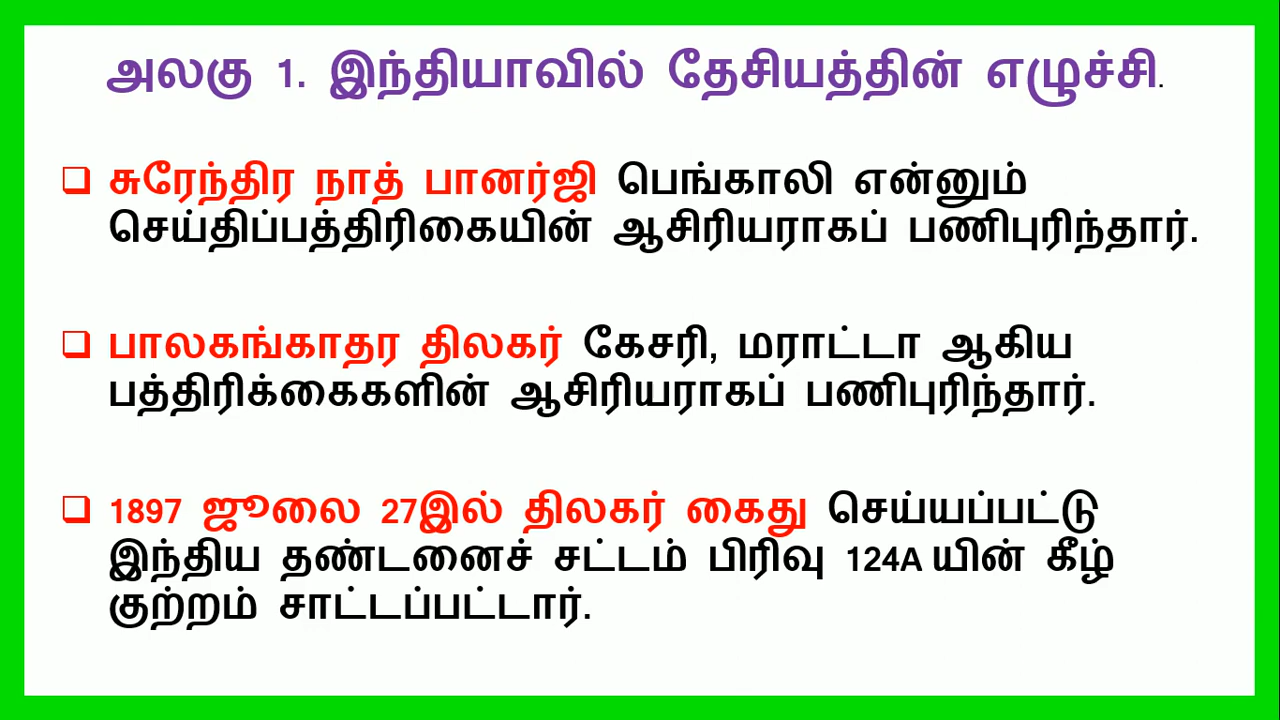 அலகு 1. இந்தியாவில் தேசியத்தின் எழுச்சி.
சுரேந்திர நாத் பானர்ஜி பெங்காலி என்னும்
செய்திப்பத்திரிகையின் ஆசிரியராகப் பணிபுரிந்தார்.
பாலகங்காதர திலகர் கேசரி, மராட்டா ஆகிய
பத்திரிக்கைகளின் ஆசிரியராகப் பணிபுரிந்தார்.
1897 ஜூலை 27இல் திலகர் கைது செய்யப்பட்டு
இந்திய தண்டனைச் சட்டம் பிரிவு 124A யின் கீழ்
குற்றம் சாட்டப்பட்டார்.